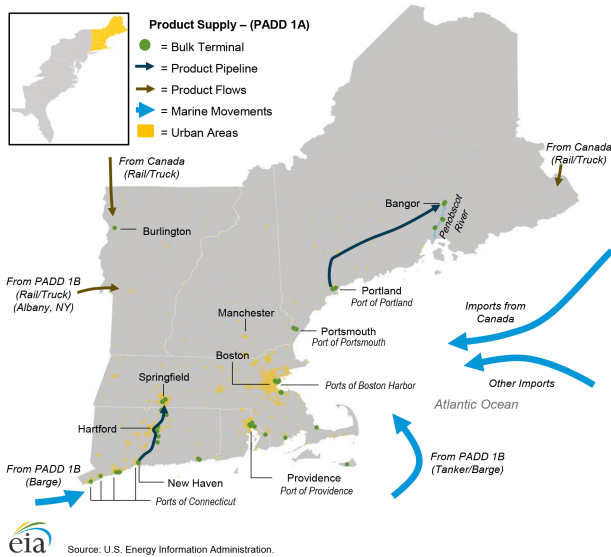 Product Supply – (PADD 1A)
= Bulk Terminal
= Product Pipeline
= Product Flows
= Marine Movements
= Urban Areas
From Canada
(Rail/Truck)
From Canada
(Rail/Truck)
Burlington
Bangor
Penobscot
River
From PADD 1B
(Rail/Truck)
(Albany, NY)
Portland
Port of Portland
Manchester
Portsmouth
Port of Portsmouth
Imports from
Canada
Boston
Springfield
Ports of Boston Harbor
Other Imports
Atlantic Ocean
Hartford
From PADD 1B
(Barge)
New Haven
Ports of Connecticut
Providence
Port of Providence
From PADD 1B
(Tanker/Barge)
eia
Source: U.S. Energy Information Administration.